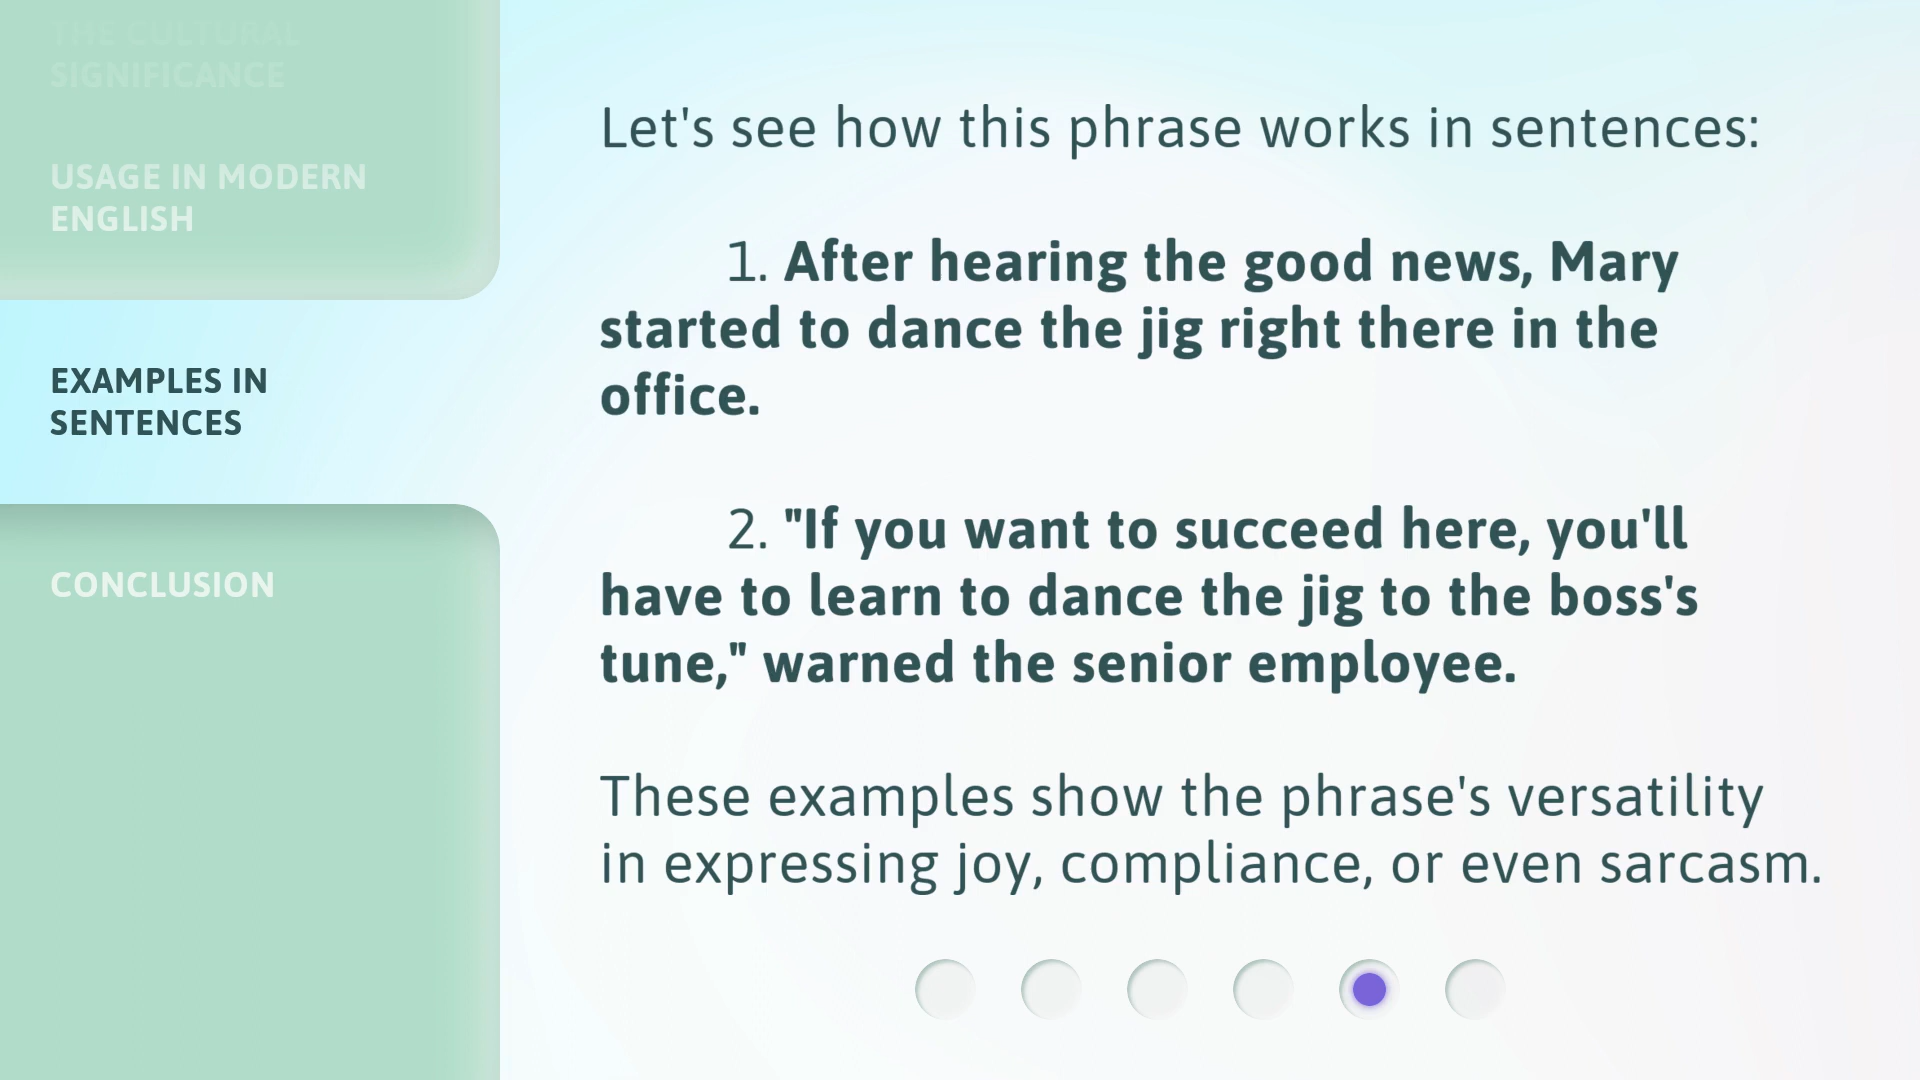 THE CULTURAL
SIGNIFICANCE
USAGE IN MODERN
ENGLISH
EXAMPLES IN
SENTENCES
CONCLUSION
Let's see how this phrase works in sentences:
1. After hearing the good news, Mary
started to dance the jig right there in the
office.
2. "If you want to succeed here, you'll
have to learn to dance the jig to the boss's
tune," warned the senior employee.
These examples show the phrase's versatility
in expressing joy, compliance, or even sarcasm.